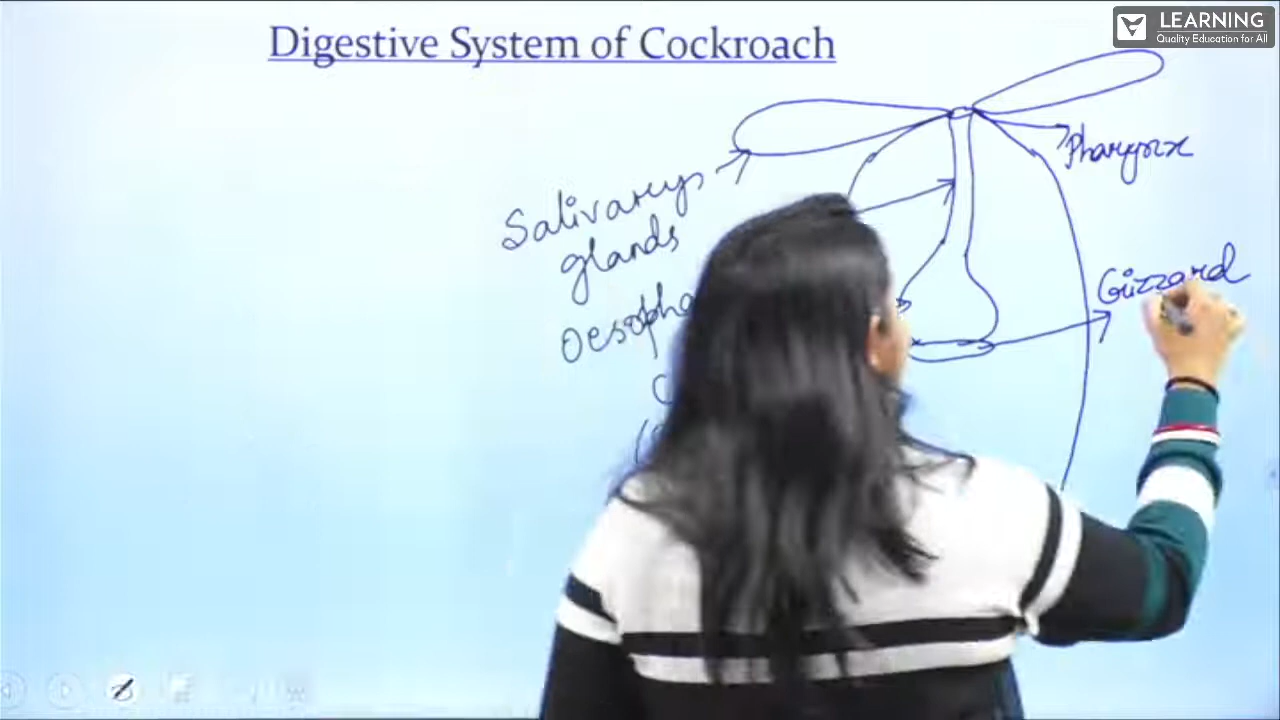 LEARNING
Quality Education for All
Digestive System of Cockroach
Pharynx
Salivary
glands
Gizzard